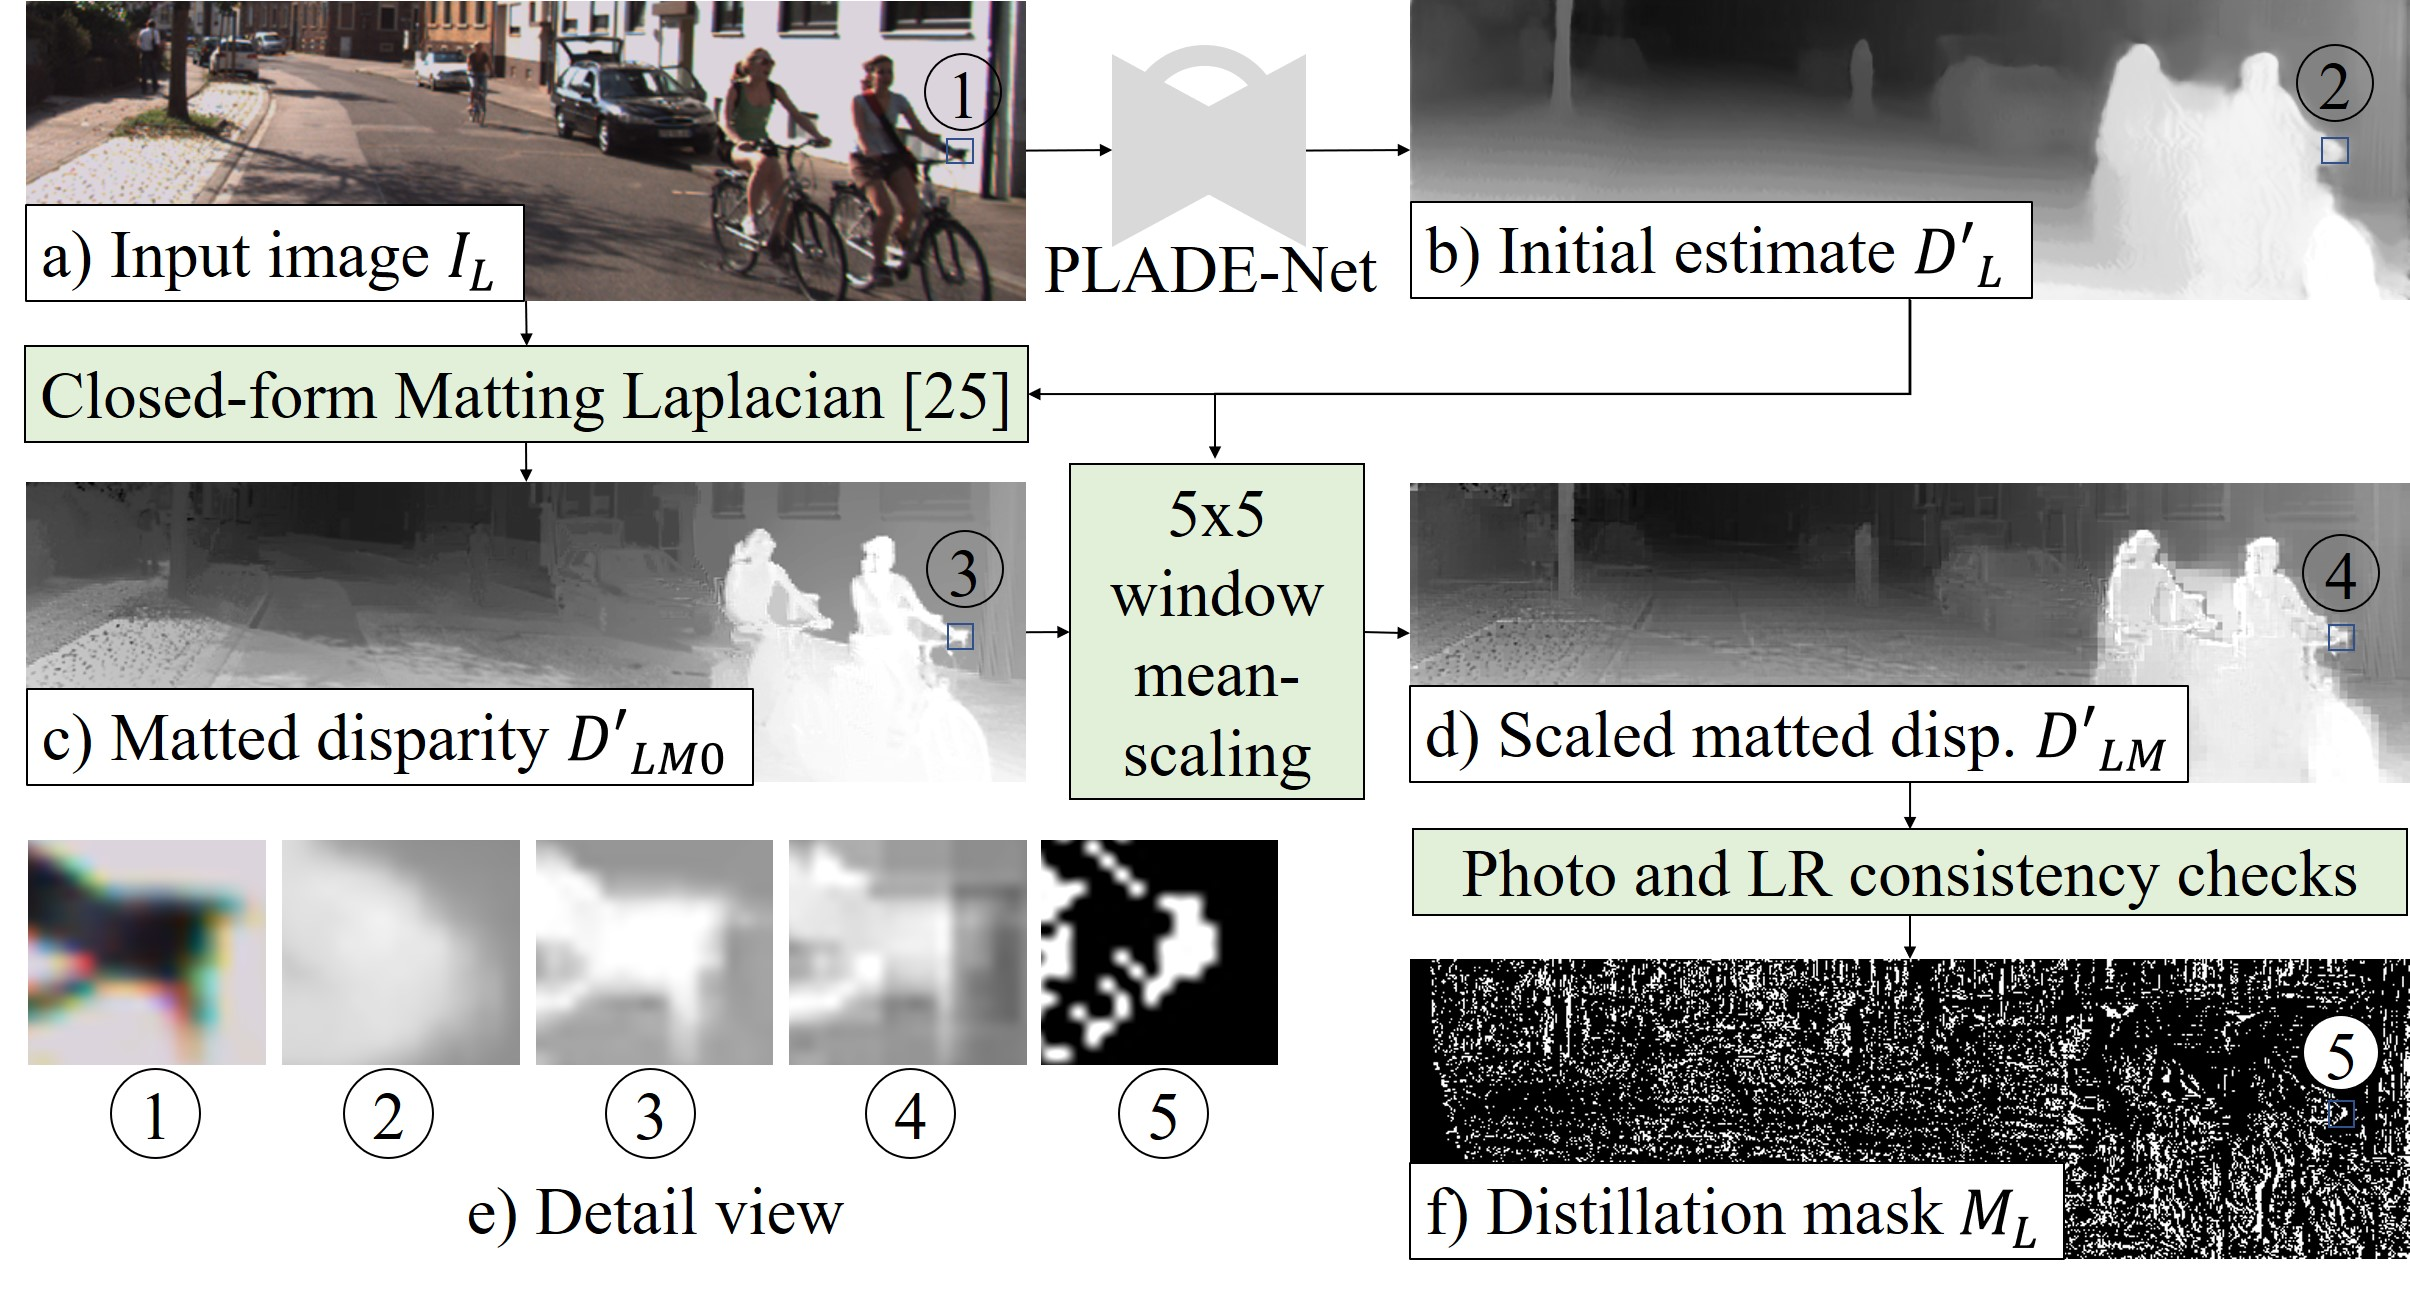 1
2
a) Input image I_L
PLADE-Net
b) Initial estimate D′_L
Closed-form Matting Laplacian [25]
3
5x5
window
mean-
scaling
4
c) Matted disparity D′_LM0
d) Scaled matted disp. D′_LM
Photo and LR consistency checks
1
2
3
4
5
e) Detail view
5
f) Distillation mask M_L